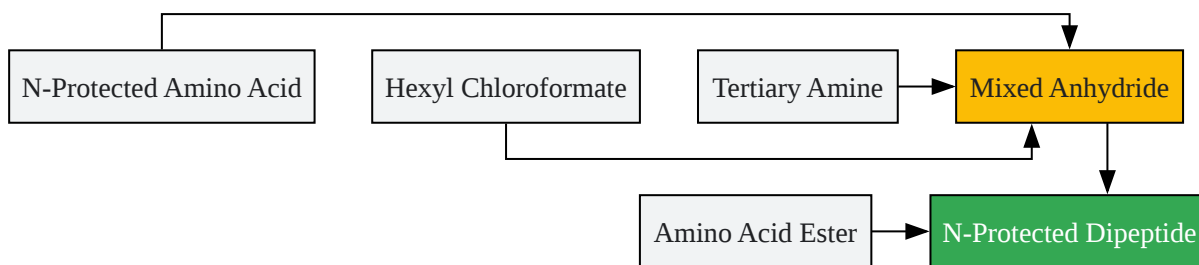 N-Protected Amino Acid
Hexyl Chloroformate
Tertiary Amine
Mixed Anhydride
Amino Acid Ester
N-Protected Dipeptide